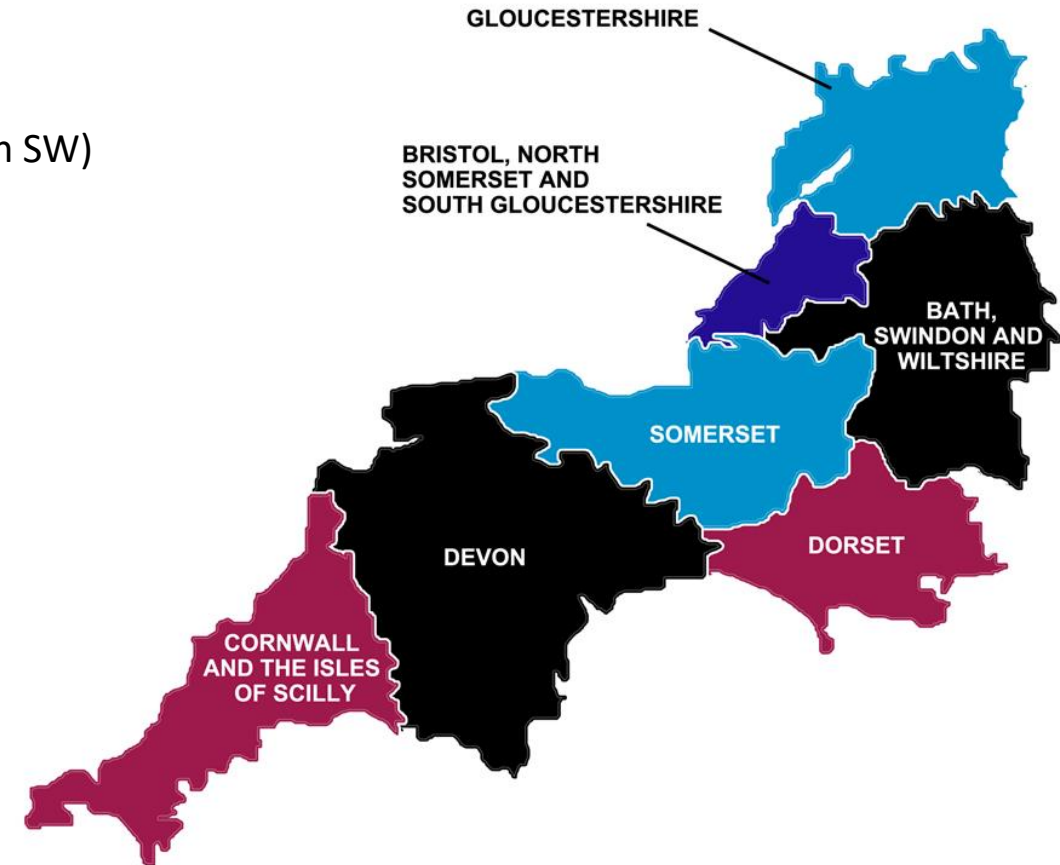 GLOUCESTERSHIRE
SW)
BRISTOL, NORTH
SOMERSET AND
SOUTH GLOUCESTERSHIRE
BATH,
SWINDON AND
WILTSHIRE
SOMERSET
DORSET
DEVON
CORNWALL
AND THE ISLES
OF SCILLY